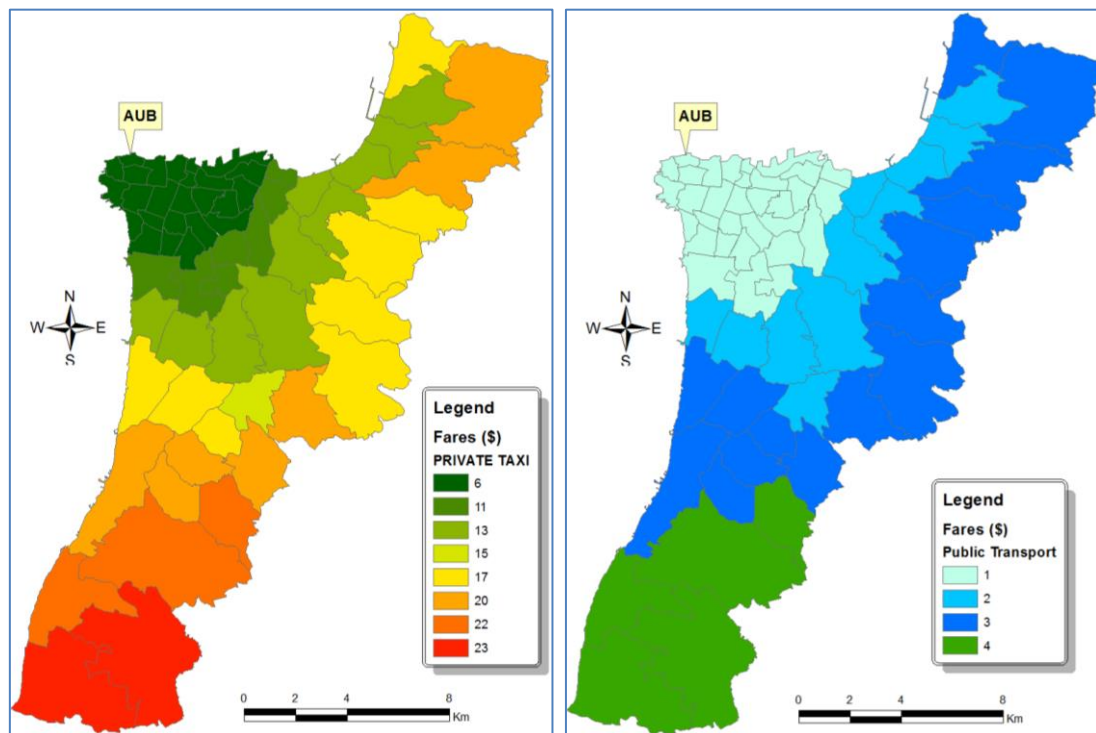 AUB
N
W E
S
Legend
Fares ($)
PRIVATE TAXI
6
11
13
15
17
20
22
23
0 2 4 8
Km
AUB
N
W E
S
Legend
Fares ($)
Public Transport
1
2
3
4
0 2 4 8
Km